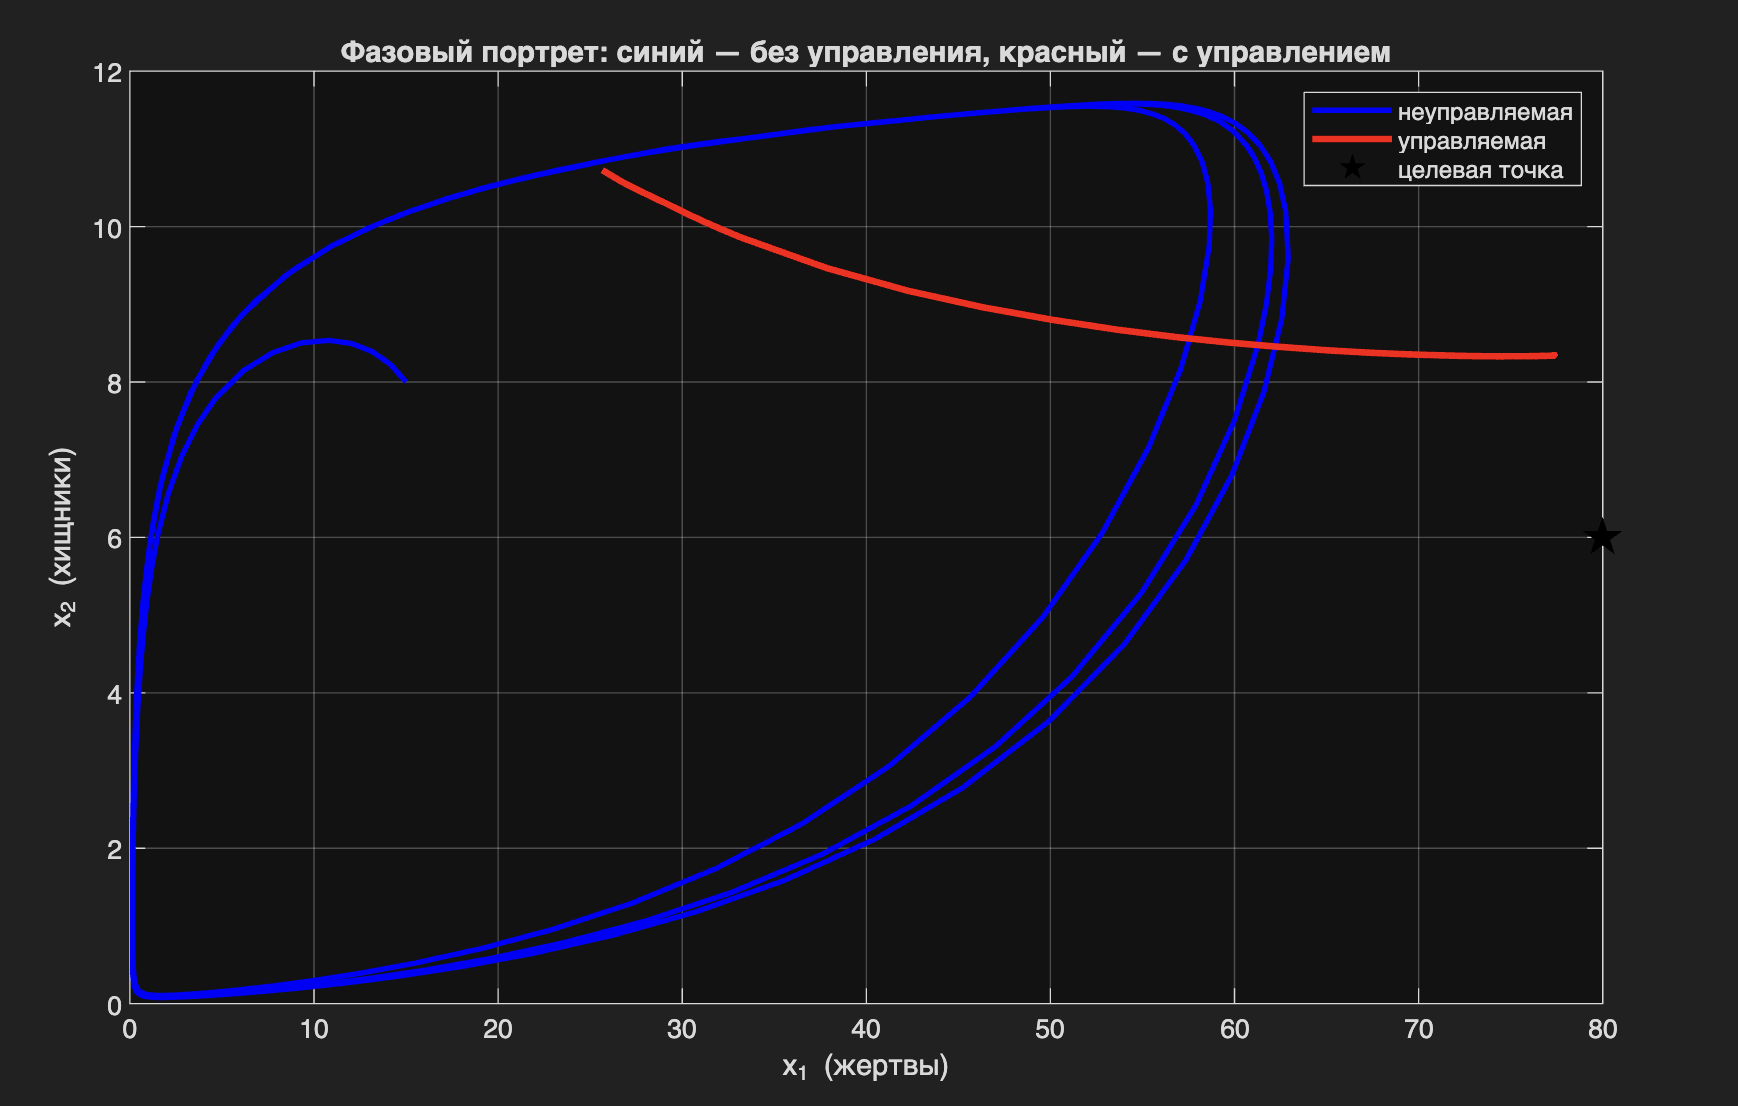 Фазовый портрет: синий — без управления, красный — с управлением
неуправляемая
управляемая
целевая точка
12
10
8
6
4
2
0
x₂ (хищники)
0 10 20 30 40 50 60 70 80
x₁ (жертвы)